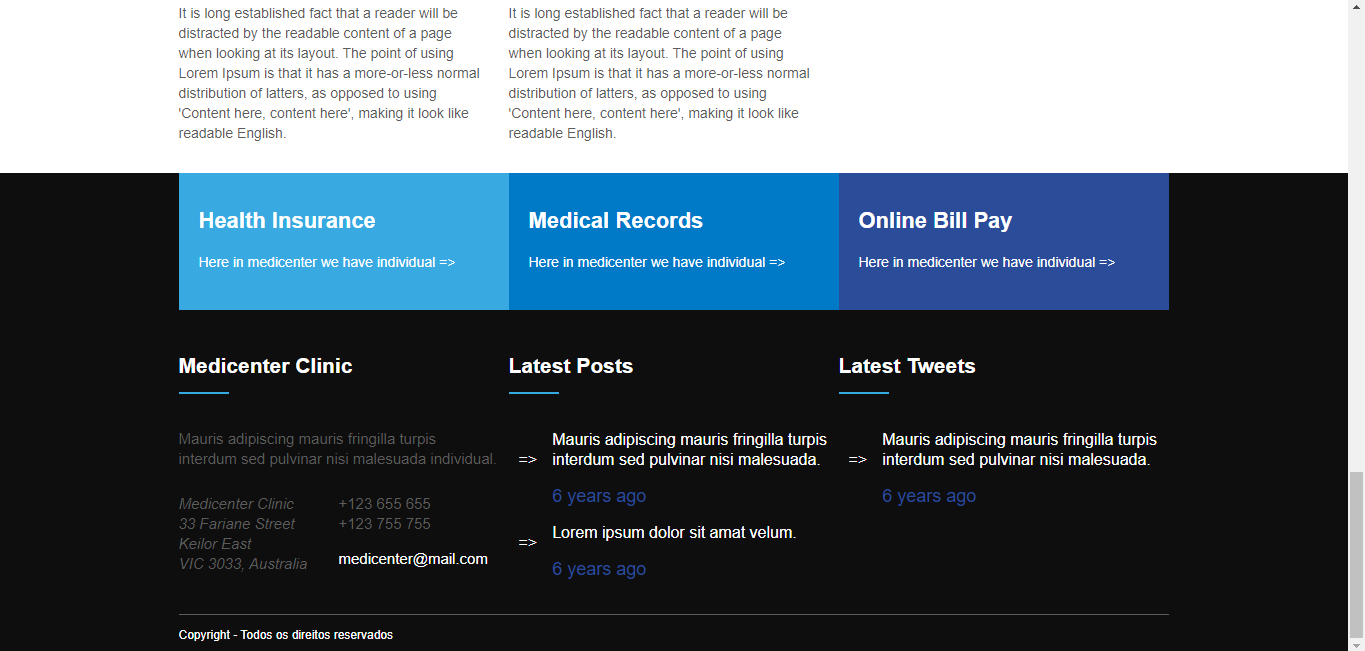 It is long established fact that a reader will be
distracted by the readable content of a page
when looking at its layout. The point of using
Lorem Ipsum is that it has a more-or-less normal
distribution of latters, as opposed to using
'Content here, content here', making it look like
readable English.
It is long established fact that a reader will be
distracted by the readable content of a page
when looking at its layout. The point of using
Lorem Ipsum is that it has a more-or-less normal
distribution of latters, as opposed to using
'Content here, content here', making it look like
readable English.
Health Insurance
Here in medicenter we have individual =>
Medical Records
Here in medicenter we have individual =>
Online Bill Pay
Here in medicenter we have individual =>
Medicenter Clinic
Mauris adipiscing mauris fringilla turpis
interdum sed pulvinar nisi malesuada individual.
Medicenter Clinic
33 Fariane Street
Keilor East
VIC 3033, Australia
+123 655 655
+123 755 755
medicenter@mail.com
Latest Posts
=>
Mauris adipiscing mauris fringilla turpis
interdum sed pulvinar nisi malesuada.
6 years ago
=>
Lorem ipsum dolor sit amat velum.
6 years ago
Latest Tweets
=>
Mauris adipiscing mauris fringilla turpis
interdum sed pulvinar nisi malesuada.
6 years ago
Copyright - Todos os direitos reservados